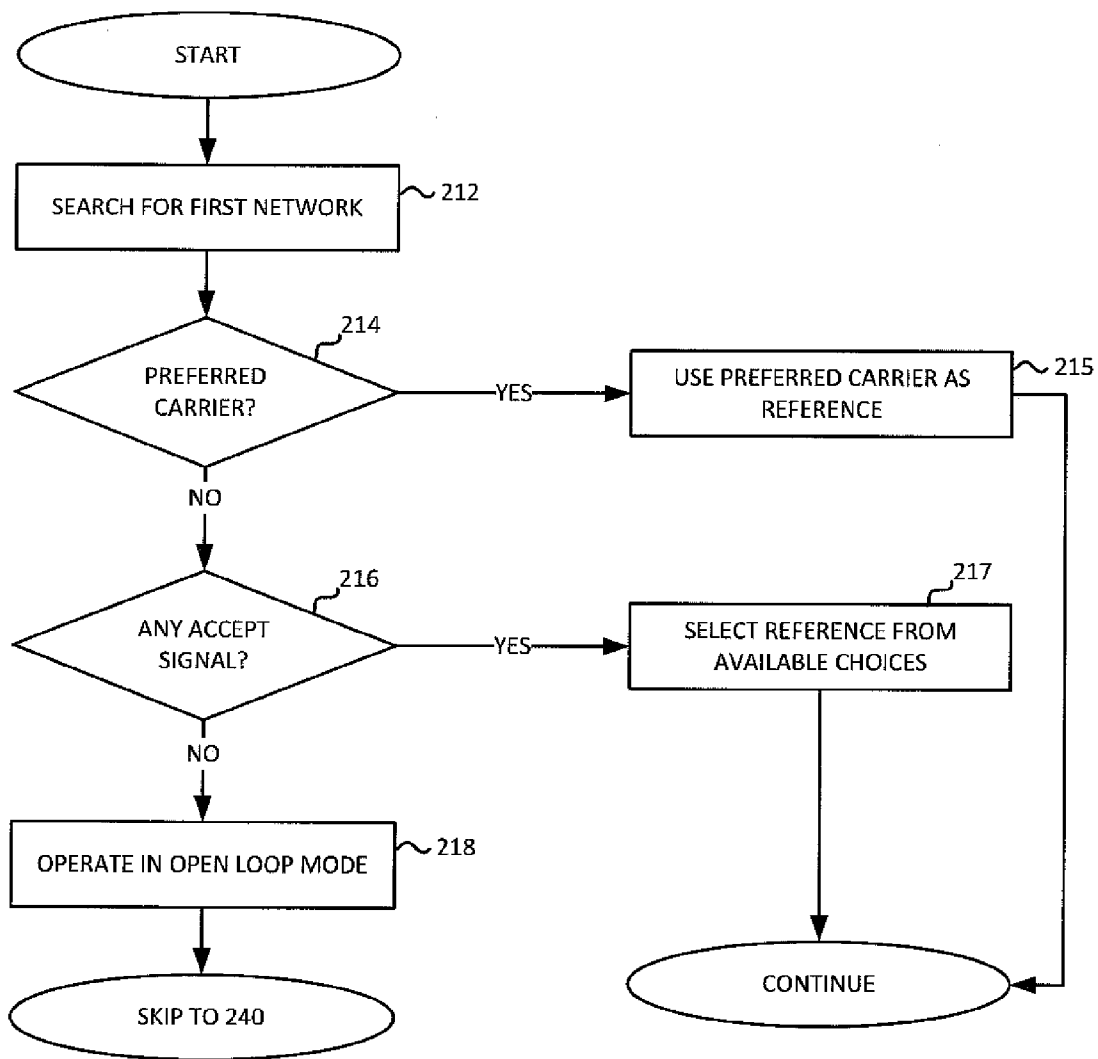 START
SEARCH FOR FIRST NETWORK
212
214
PREFERRED
CARRIER?
YES
USE PREFERRED CARRIER AS
REFERENCE
215
NO
216
ANY ACCEPT
SIGNAL?
YES
217
SELECT REFERENCE FROM
AVAILABLE CHOICES
NO
OPERATE IN OPEN LOOP MODE
218
SKIP TO 240
CONTINUE